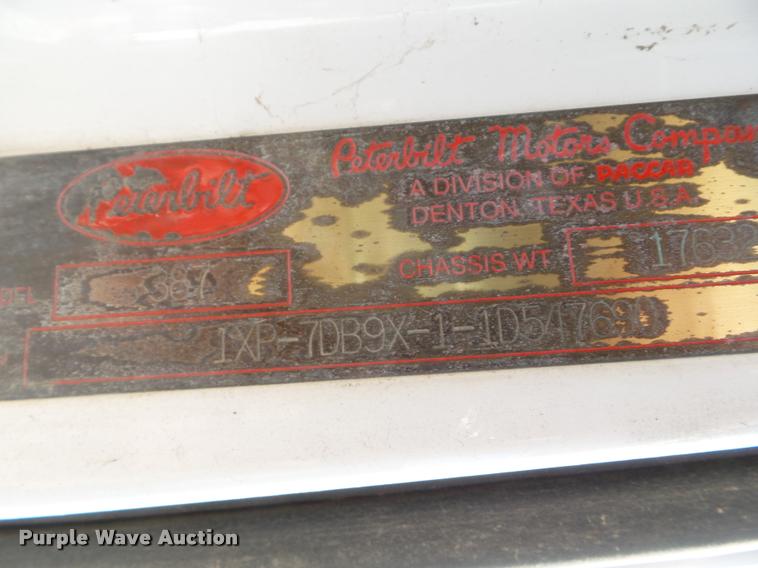 Peterbilt
Peterbilt Motors Compa
A DIVISION OF PACCAR
DENTON, TEXAS U.S.A.
CHASSIS WT 17632
387
1XP-7DB9X-1-1D547690
Purple Wave Auction